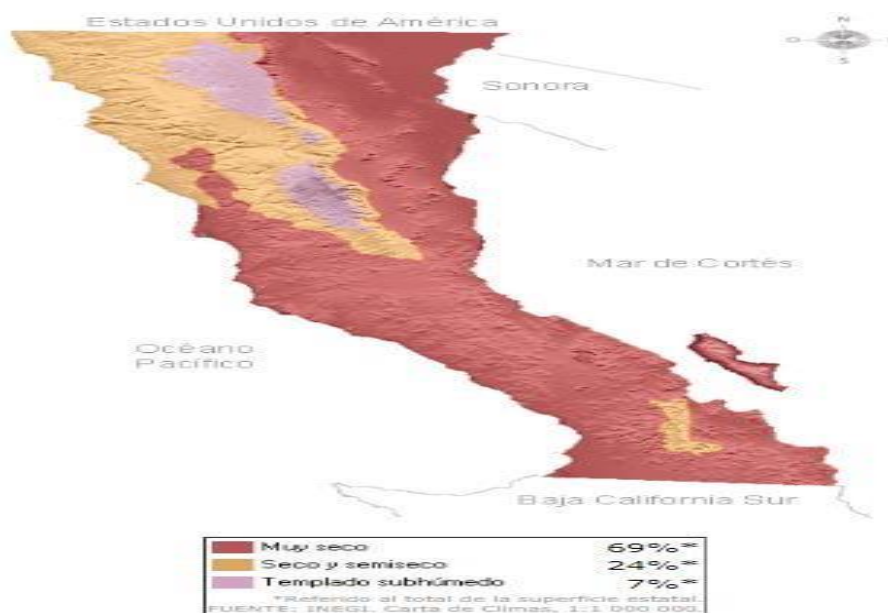 Estados Unidos de América
N
O
S
Sonora
Mar de Cortés
Océano
Pacífico
Baja California Sur
Muy seco 69%*
Seco y semiseco 24%*
Templado subhúmedo 7%*
*Referido al total de la superficie estatal.
FUENTE: INEGI. Carta de Climas, 1:1 000 000.